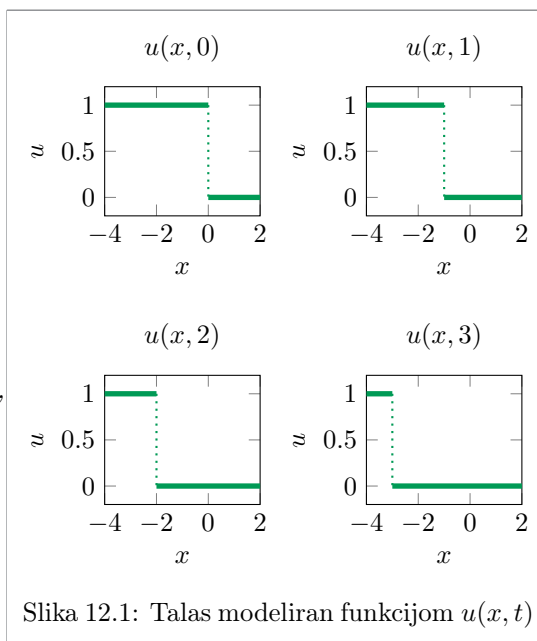 u(x, 0) u(x, 1)
1 1
u 0.5 u 0.5
0 0
−4 −2 0 2 −4 −2 0 2
x x
u(x, 2) u(x, 3)
1 1
,
u 0.5 u 0.5
0 0
−4 −2 0 2 −4 −2 0 2
x x
Slika 12.1: Talas modeliran funkcijom u(x, t)